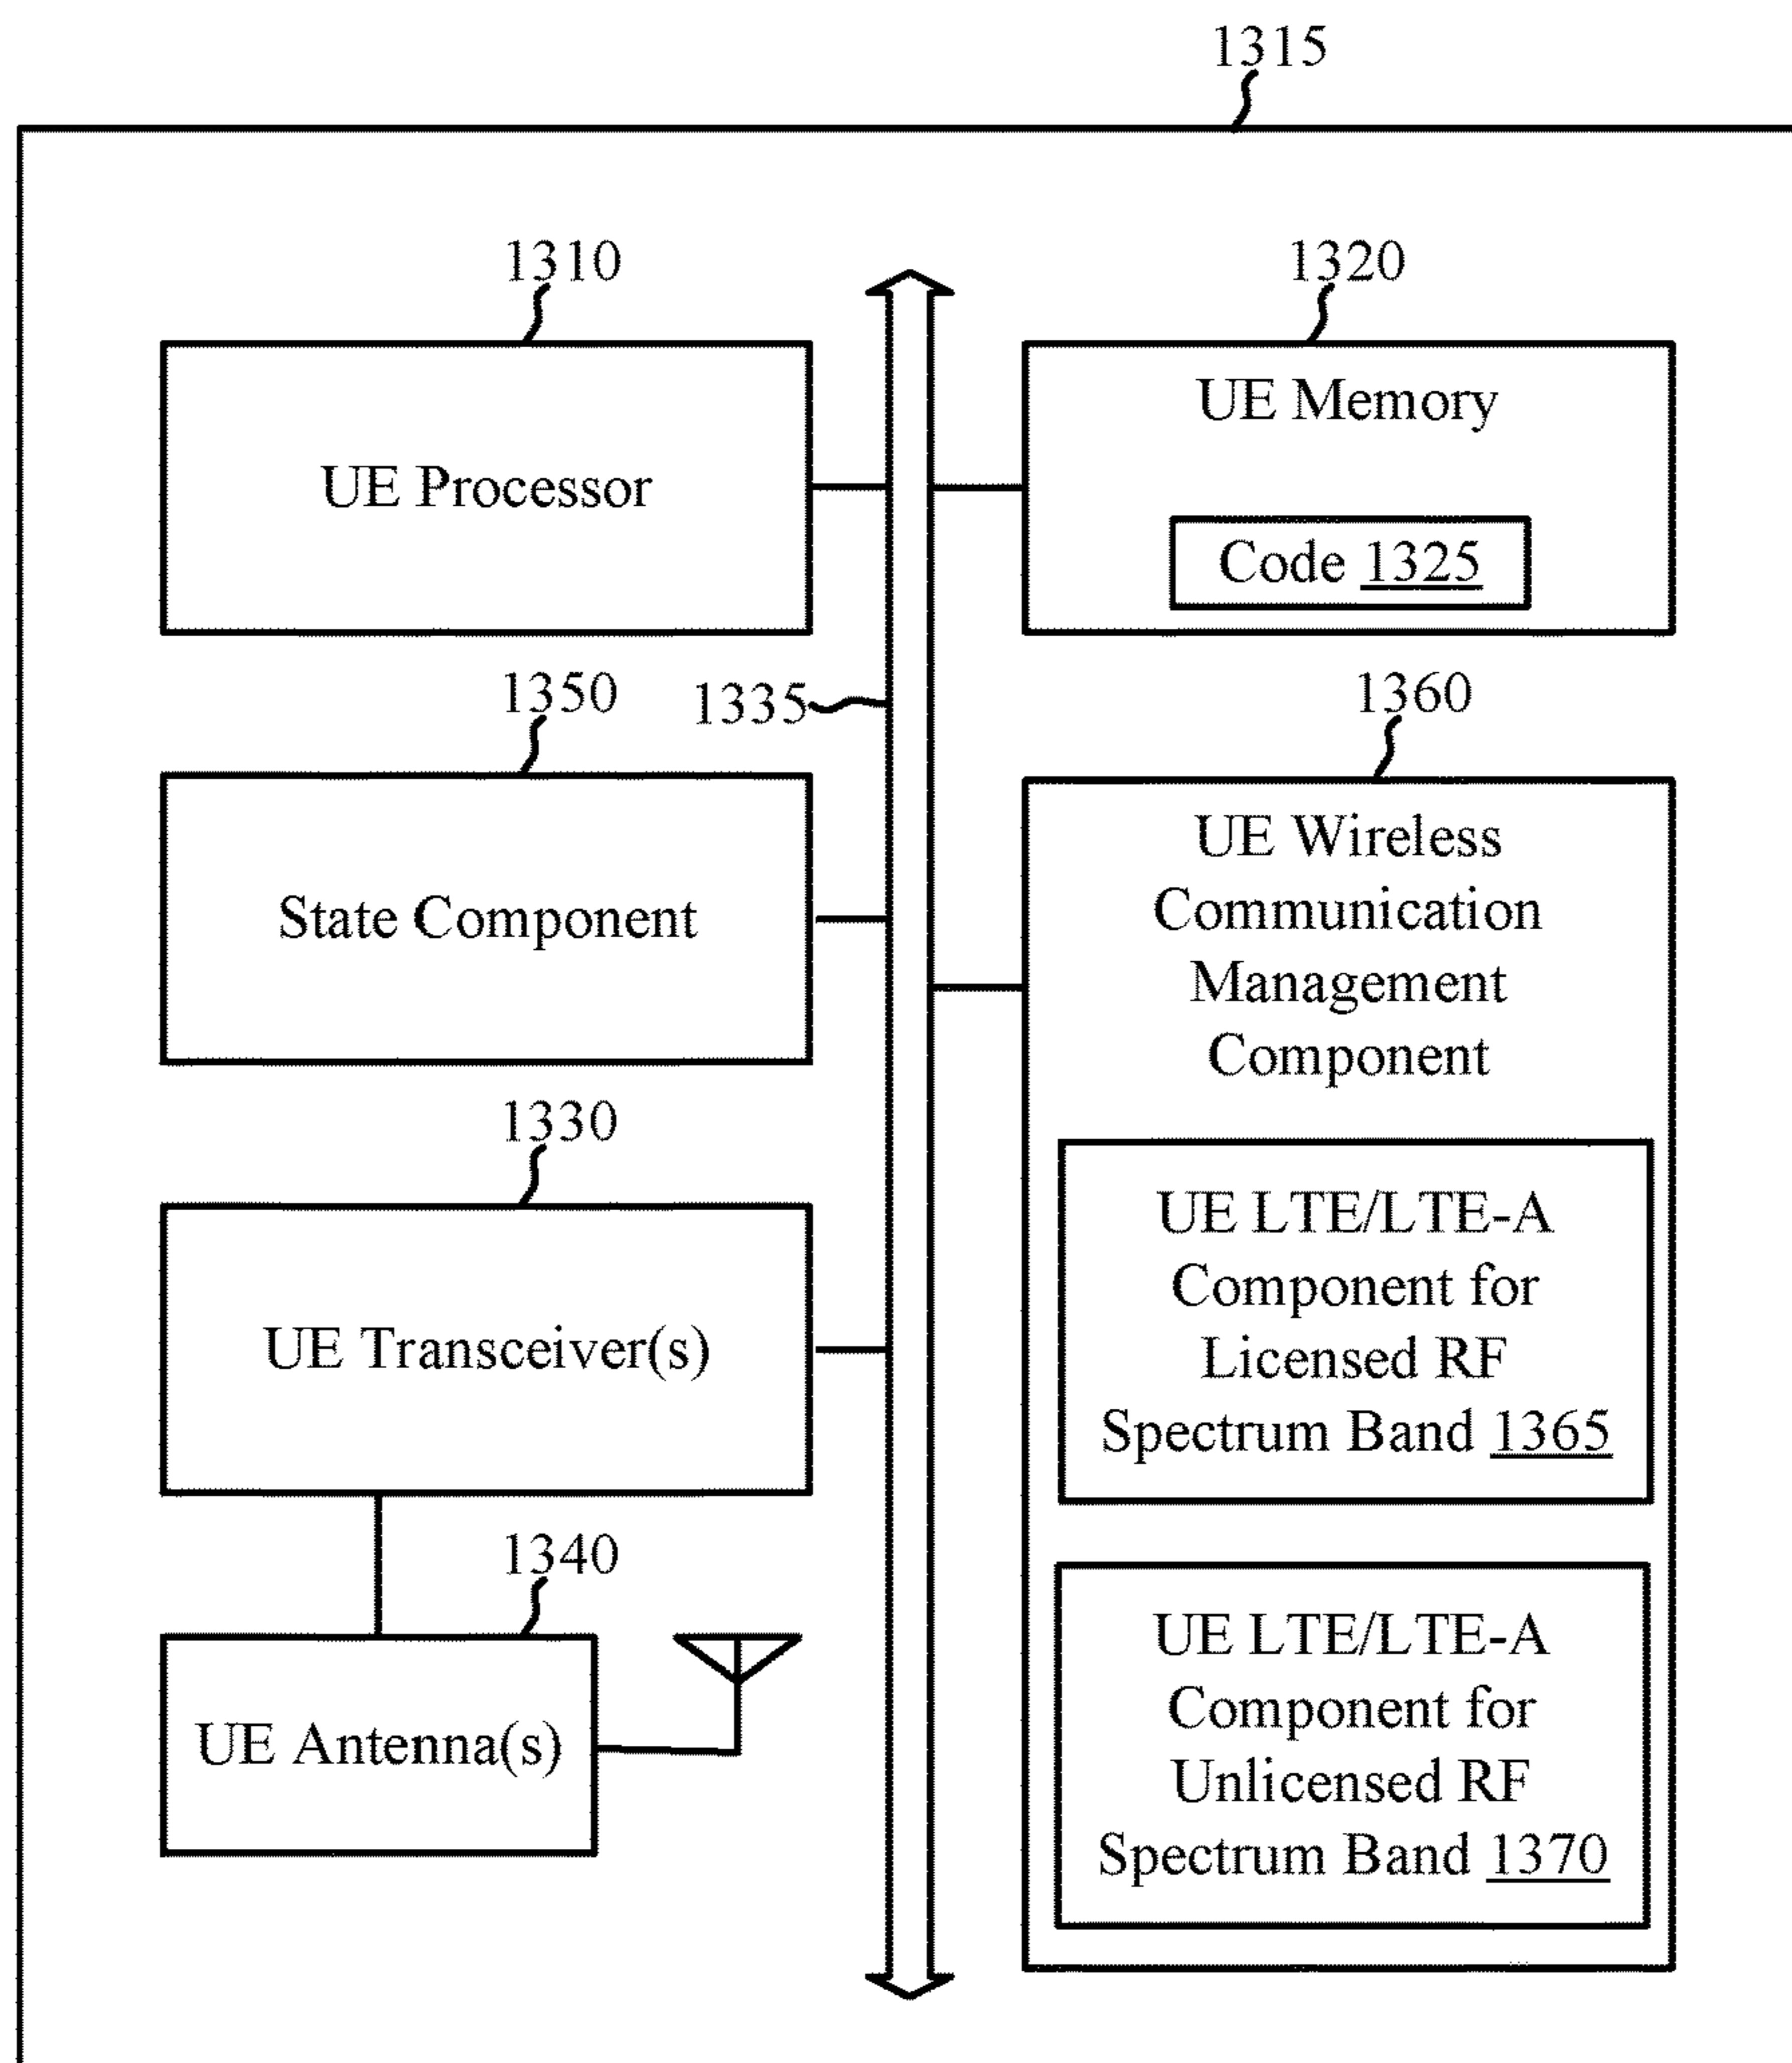 1315
1310
1320
UE Processor
UE Memory
Code 1325
1350
1335
1360
State Component
UE Wireless
Communication
Management
Component
1330
UE Transceiver(s)
UE LTE/LTE-A
Component for
Licensed RF
Spectrum Band 1365
1340
UE Antenna(s)
UE LTE/LTE-A
Component for
Unlicensed RF
Spectrum Band 1370